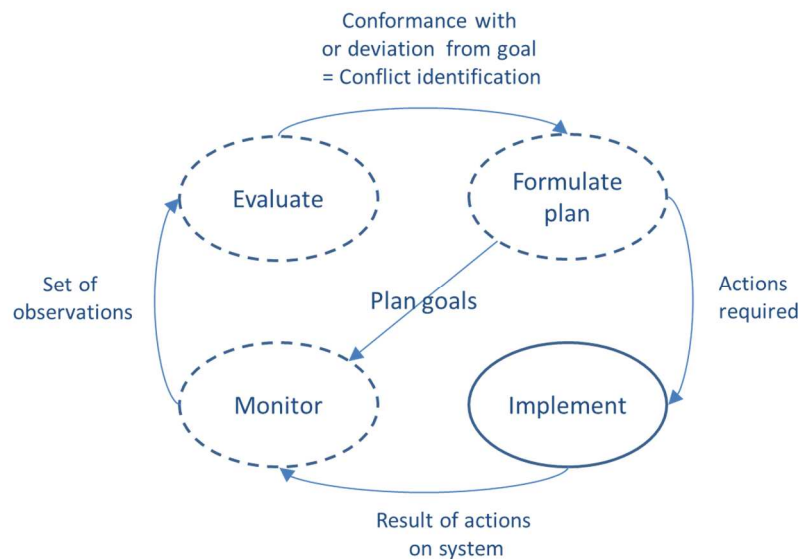 Conformance with
or deviation from goal
= Conflict identification
Evaluate
Formulate
plan
Set of
observations
Plan goals
Actions
required
Monitor
Implement
Result of actions
on system